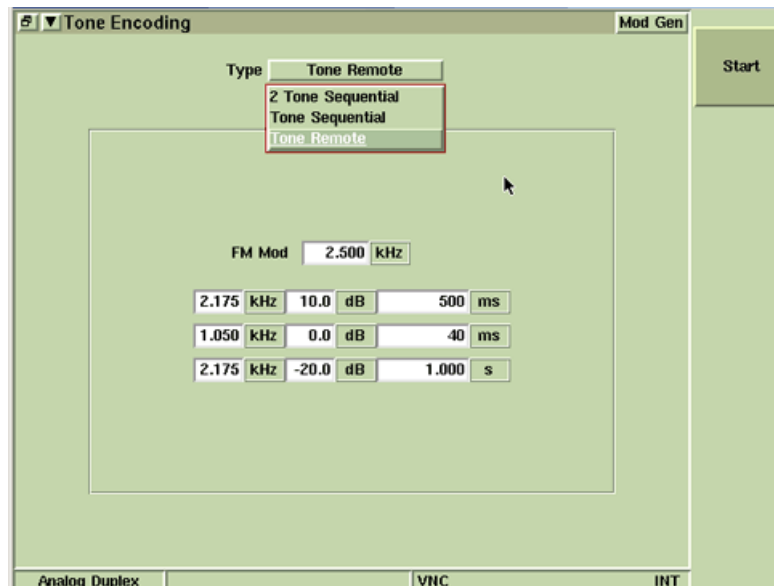 Tone Encoding Mod Gen
Start
Type Tone Remote
2 Tone Sequential
Tone Sequential
Tone Remote
FM Mod 2.500 kHz
2.175 kHz 10.0 dB 500 ms
1.050 kHz 0.0 dB 40 ms
2.175 kHz -20.0 dB 1.000 s
Analog Duplex VNC INT